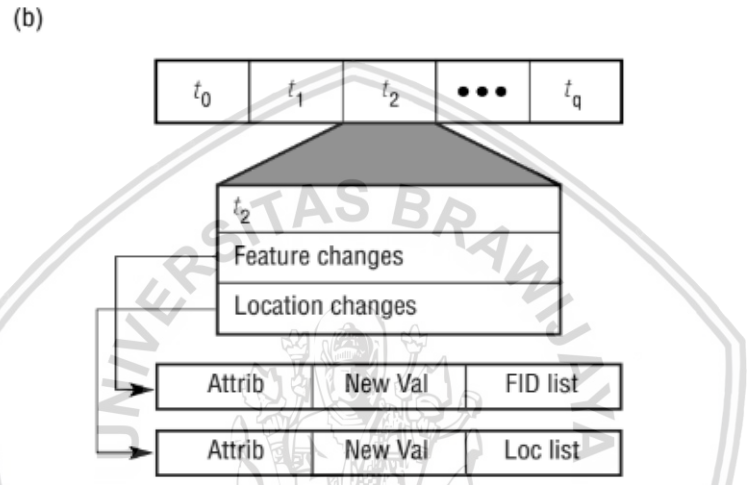 (b)
t0 t1 t2 ••• tq
t2
Feature changes
Location changes
Attrib New Val FID list
Attrib New Val Loc list
UNIVERSITAS BRAWIJAYA